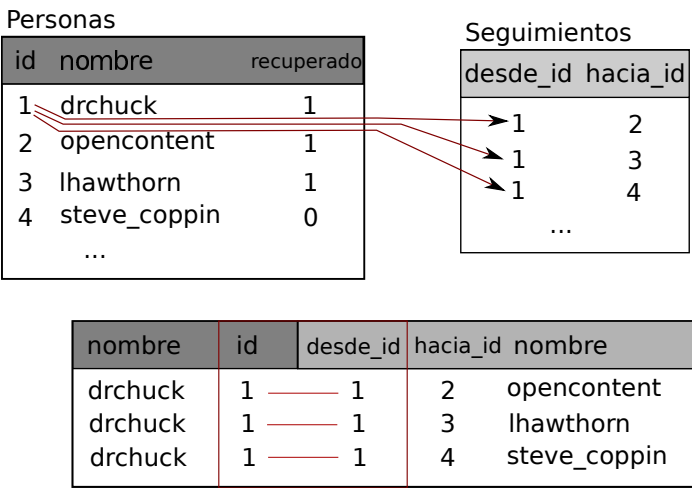 Personas
id nombre recuperado
1 drchuck 1
2 opencontent 1
3 lhawthorn 1
4 steve_coppin 0
...
Seguimientos
desde_id hacia_id
1 2
1 3
1 4
...
nombre id desde_id hacia_id nombre
drchuck 1 1 2 opencontent
drchuck 1 1 3 lhawthorn
drchuck 1 1 4 steve_coppin